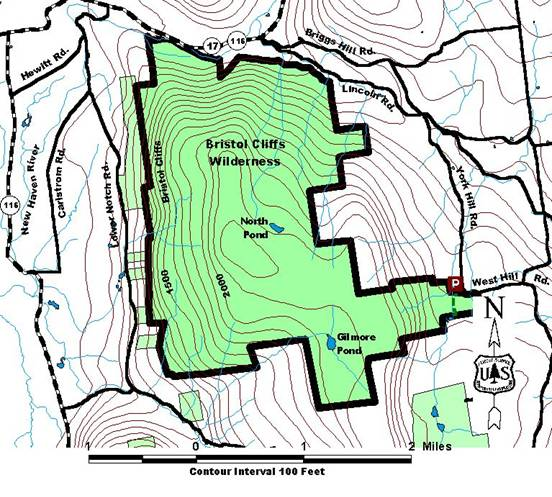 17
116
Briggs Hill Rd.
Hewitt Rd.
Lincoln Rd.
Bristol Cliffs
Wilderness
Bristol Cliffs
New Haven River
Carlstrom Rd.
Lower Notch Rd.
York Hill Rd.
116
North
Pond
P
West Hill Rd.
1500
2000
N
Gilmore
Pond
U S
1 0 1 2 Miles
Contour Interval 100 Feet